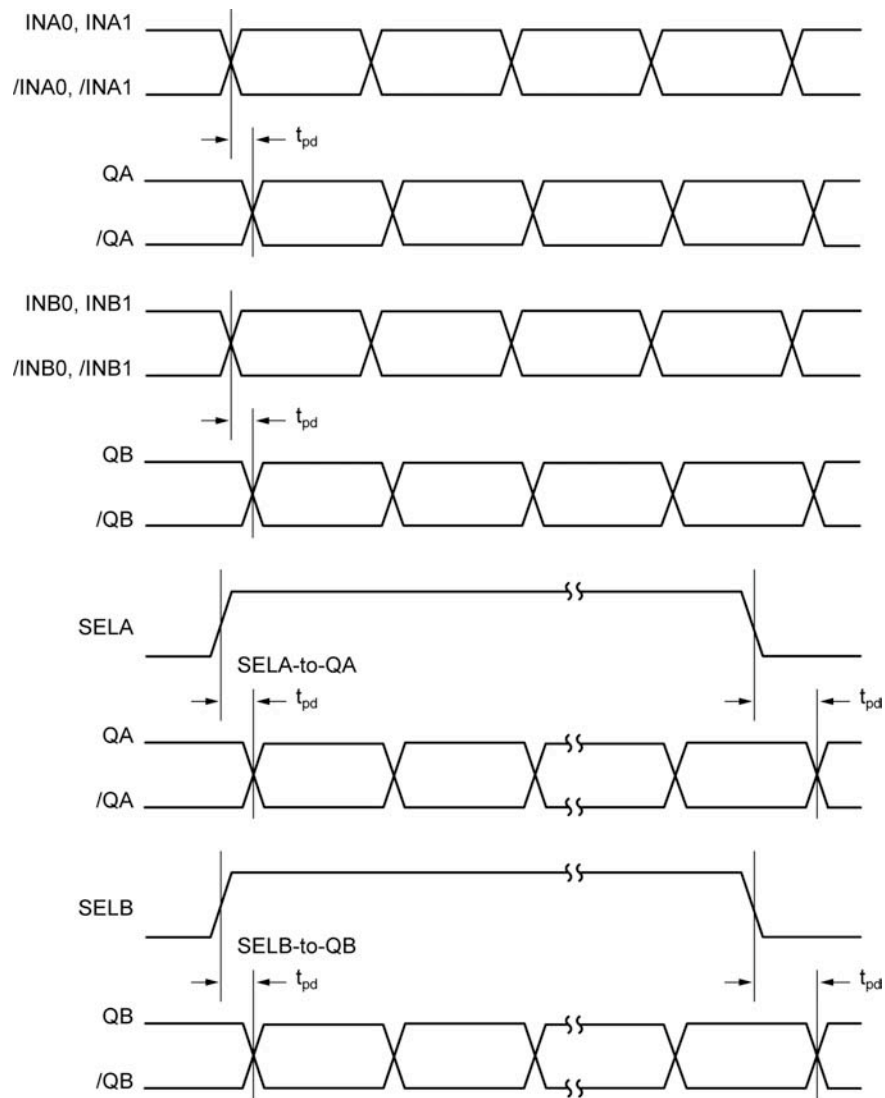 INA0, INA1
/INA0, /INA1
tpd
QA
/QA
INB0, INB1
/INB0, /INB1
tpd
QB
/QB
SELA
SELA-to-QA
tpd tpd
QA
/QA
SELB
SELB-to-QB
tpd tpd
QB
/QB